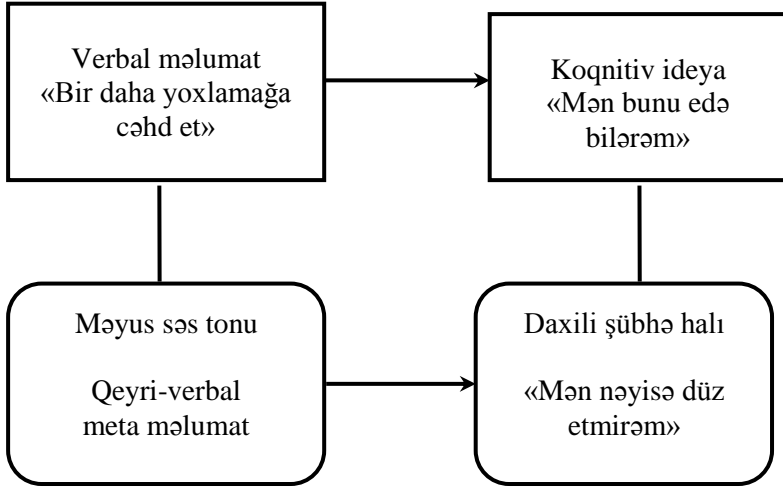 Verbal məlumat
«Bir daha yoxlamağa
cəhd et»
Koqnitiv ideya
«Mən bunu edə
bilərəm»
Məyus səs tonu
Qeyri-verbal
meta məlumat
Daxili şübhə halı
«Mən nəyisə düz
etmirəm»